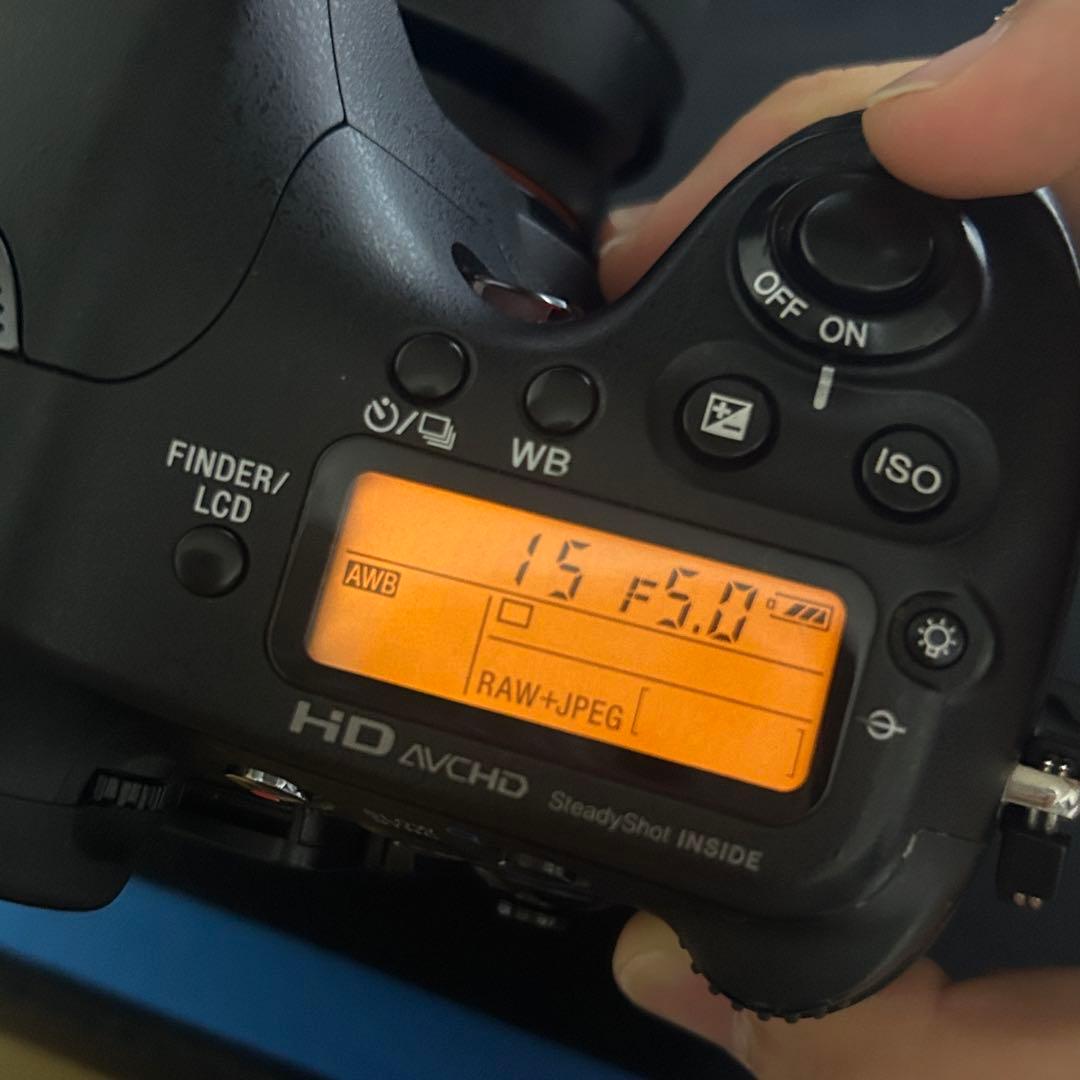 OFF ON
WB
ISO
FINDER/
LCD
15 F5.0
AWB
RAW+JPEG [ ]
HD AVCHD
SteadyShot INSIDE